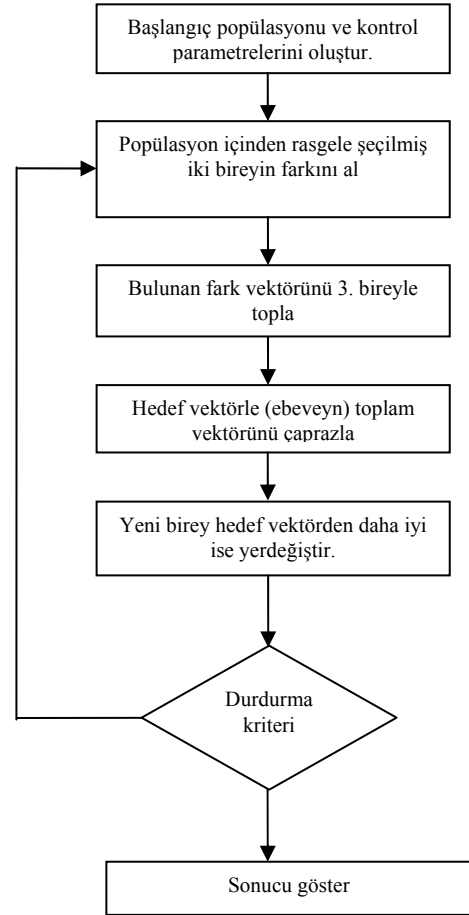 Başlangıç popülasyonu ve kontrol
parametrelerini oluştur.
Popülasyon içinden rasgele şeçilmiş
iki bireyin farkını al
Bulunan fark vektörünü 3. bireyle
topla
Hedef vektörle (ebeveyn) toplam
vektörünü çaprazla
Yeni birey hedef vektörden daha iyi
ise yerdeğiştir.
Durdurma
kriteri
Sonucu göster